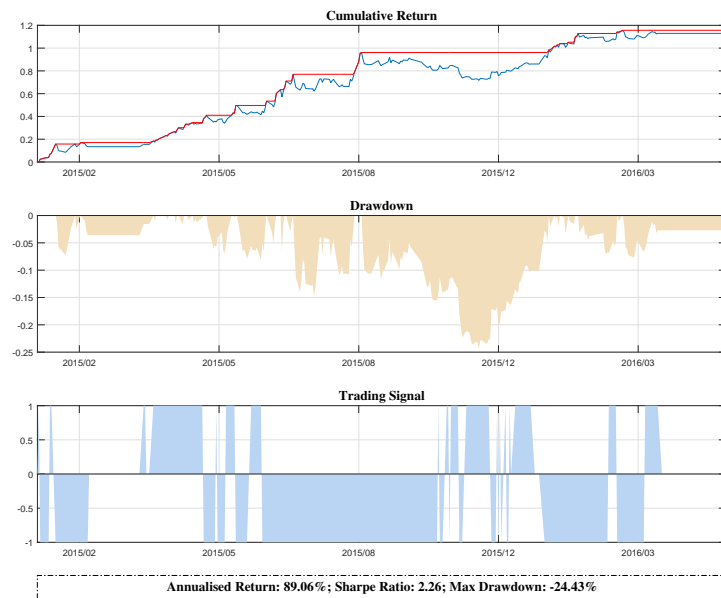 Cumulative Return
1.2
1
0.8
0.6
0.4
0.2
0
2015/02 2015/05 2015/08 2015/12 2016/03
Drawdown
0
-0.05
-0.1
-0.15
-0.2
-0.25
2015/02 2015/05 2015/08 2015/12 2016/03
Trading Signal
1
0.5
0
-0.5
-1
2015/02 2015/05 2015/08 2015/12 2016/03
Annualised Return: 89.06%; Sharpe Ratio: 2.26; Max Drawdown: -24.43%